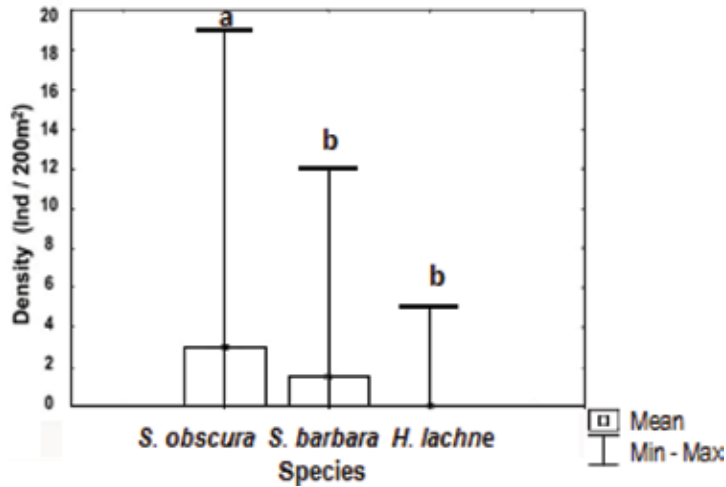 20
18
16
14
12
10
8
6
4
2
0
Density (Ind / 200m²)
a
b
b
S. obscura S. barbara H. lachne
Species
Mean
Min - Max